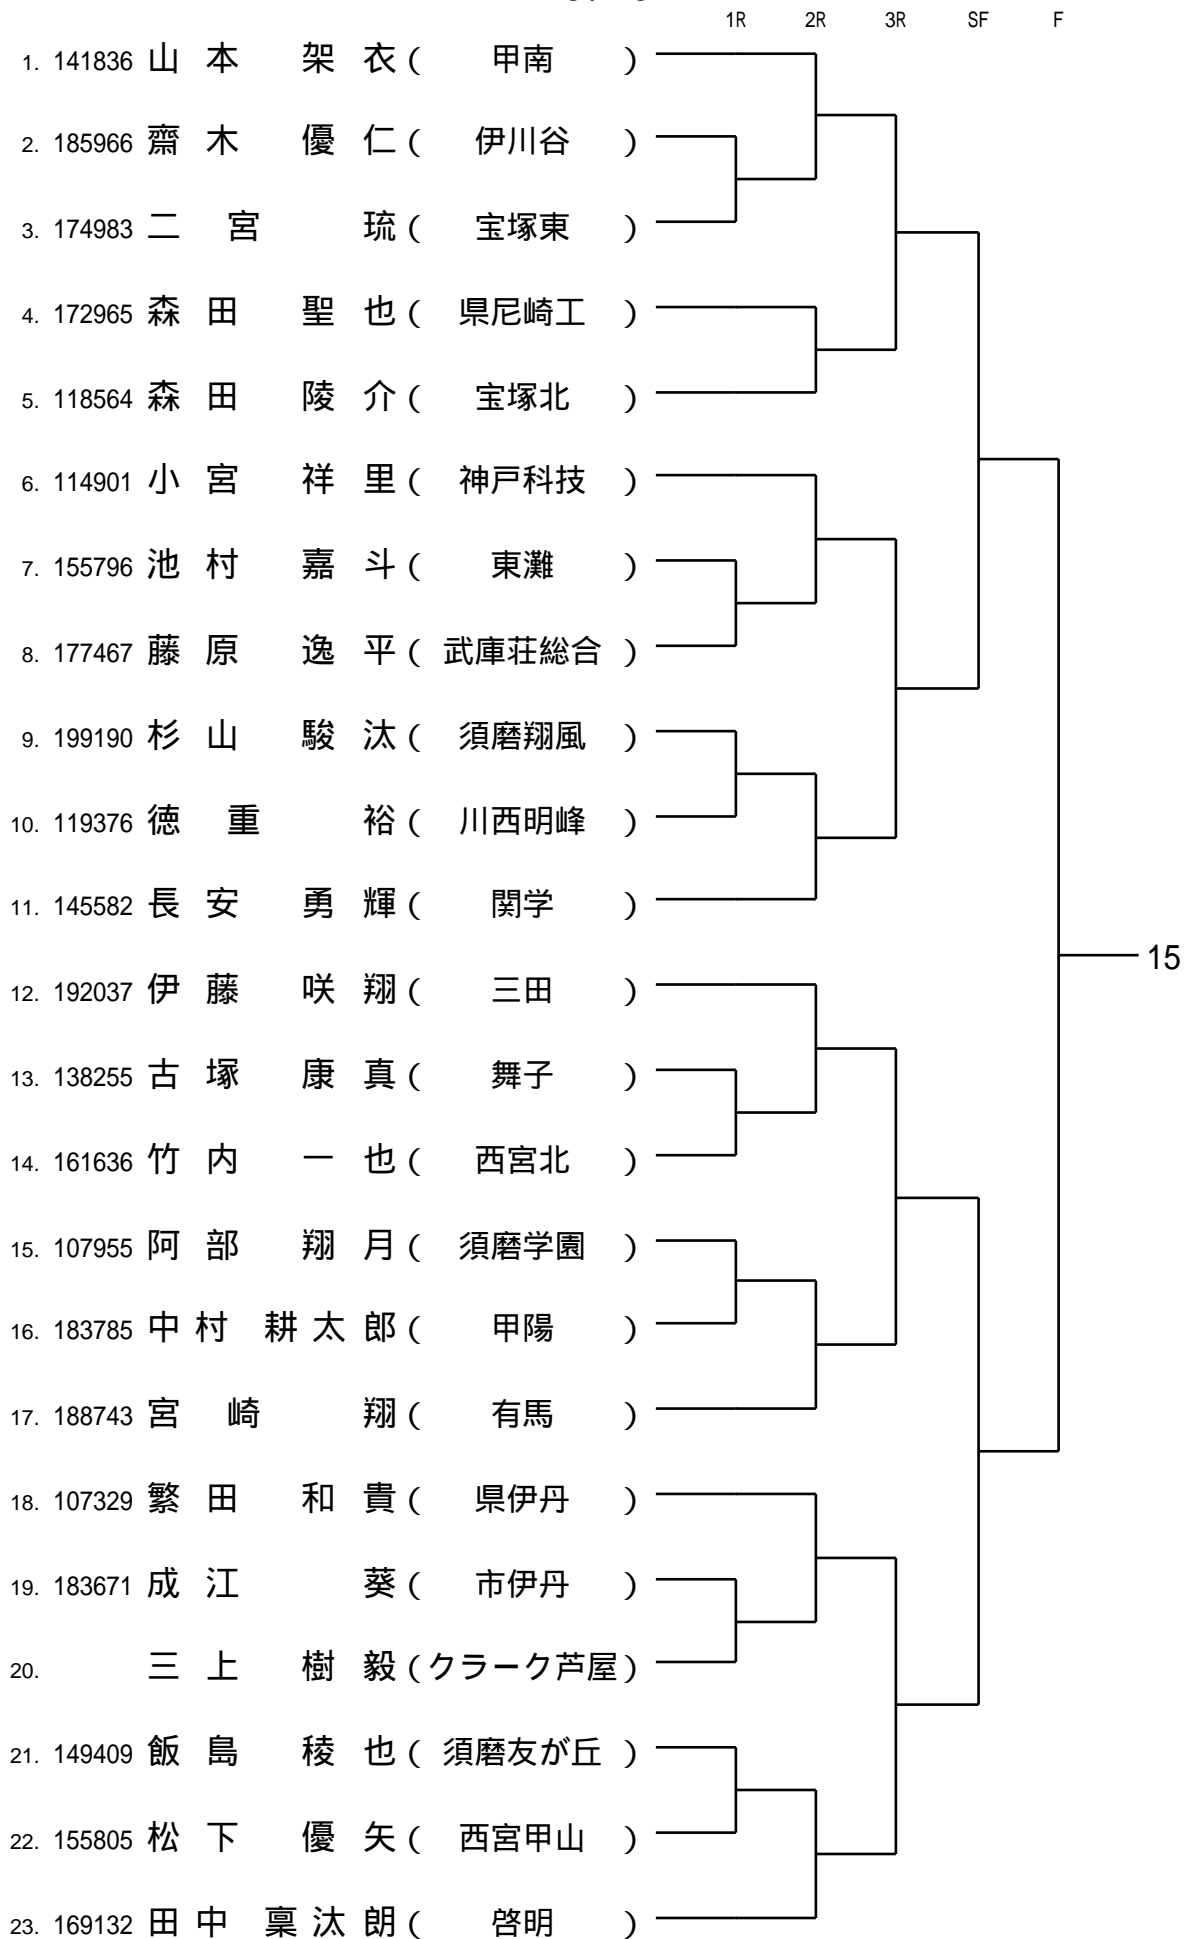 1R 2R 3R SF F
1. 141836 山本 架衣 ( 甲南 )
2. 185966 齋木 優仁 ( 伊川谷 )
3. 174983 二宮 琉 ( 宝塚東 )
4. 172965 森田 聖也 ( 県尼崎工 )
5. 118564 森田 陵介 ( 宝塚北 )
6. 114901 小宮 祥里 ( 神戸科技 )
7. 155796 池村 嘉斗 ( 東灘 )
8. 177467 藤原 逸平 ( 武庫荘総合 )
9. 199190 杉山 駿汰 ( 須磨翔風 )
10. 119376 徳重 裕 ( 川西明峰 )
11. 145582 長安 勇輝 ( 関学 )
15
12. 192037 伊藤 咲翔 ( 三田 )
13. 138255 古塚 康真 ( 舞子 )
14. 161636 竹内 一也 ( 西宮北 )
15. 107955 阿部 翔月 ( 須磨学園 )
16. 183785 中村 耕太郎 ( 甲陽 )
17. 188743 宮崎 翔 ( 有馬 )
18. 107329 繁田 和貴 ( 県伊丹 )
19. 183671 成江 葵 ( 市伊丹 )
20. 三上 樹毅 ( クラーク芦屋 )
21. 149409 飯島 稜也 ( 須磨友が丘 )
22. 155805 松下 優矢 ( 西宮甲山 )
23. 169132 田中 稟汰朗 ( 啓明 )